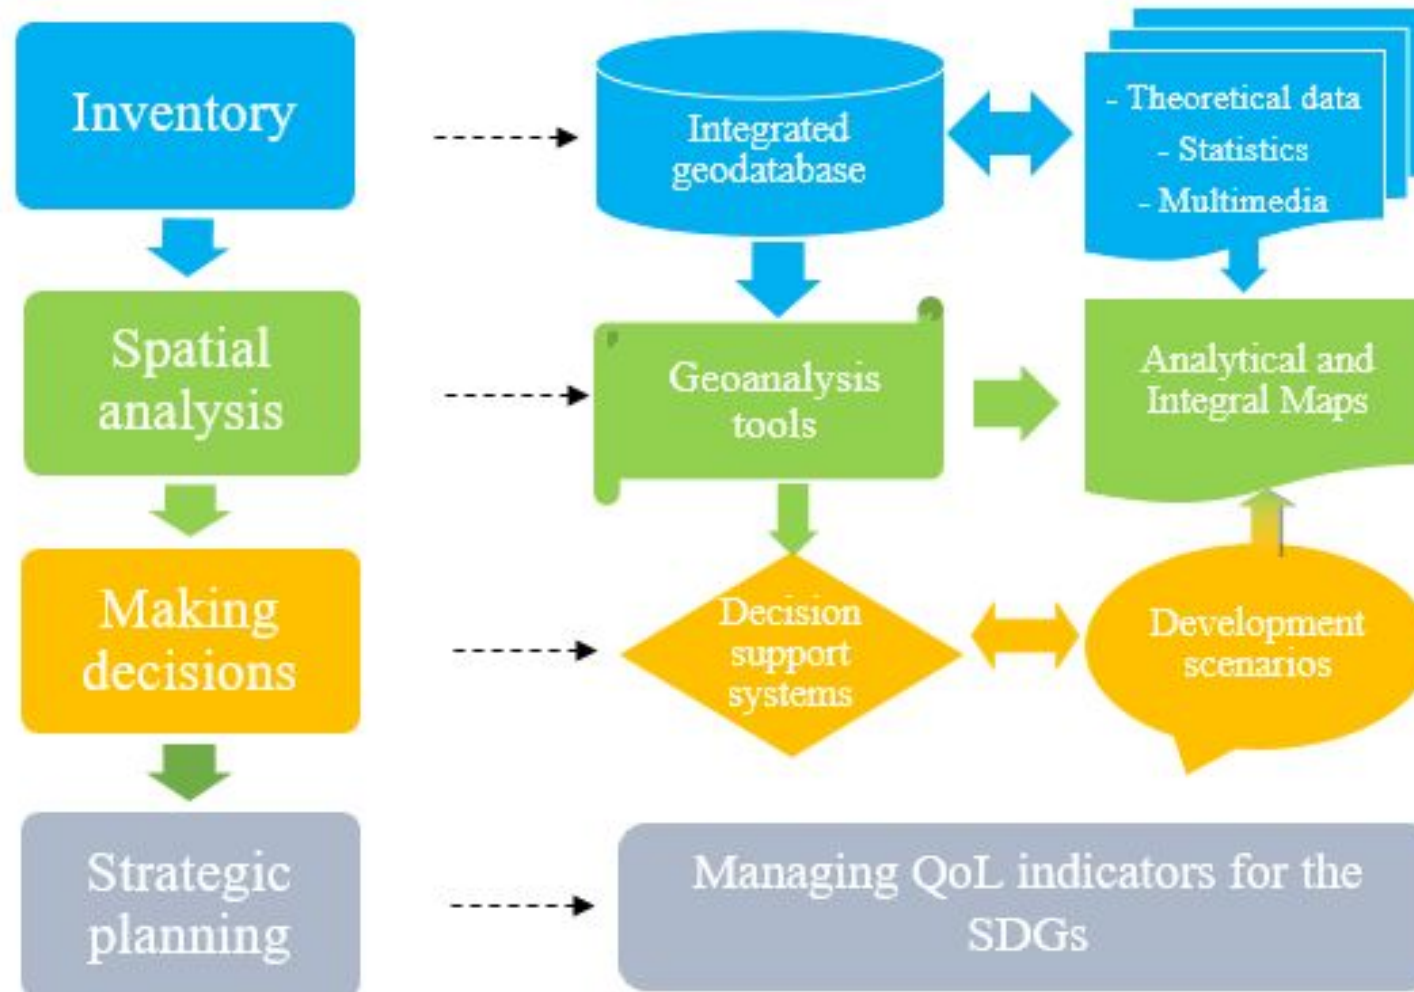 Inventory
Integrated
geodatabase
- Theoretical data
- Statistics
- Multimedia
Spatial
analysis
Geoanalysis
tools
Analytical and
Integral Maps
Making
decisions
Decision
support
systems
Development
scenarios
Strategic
planning
Managing QoL indicators for the
SDGs